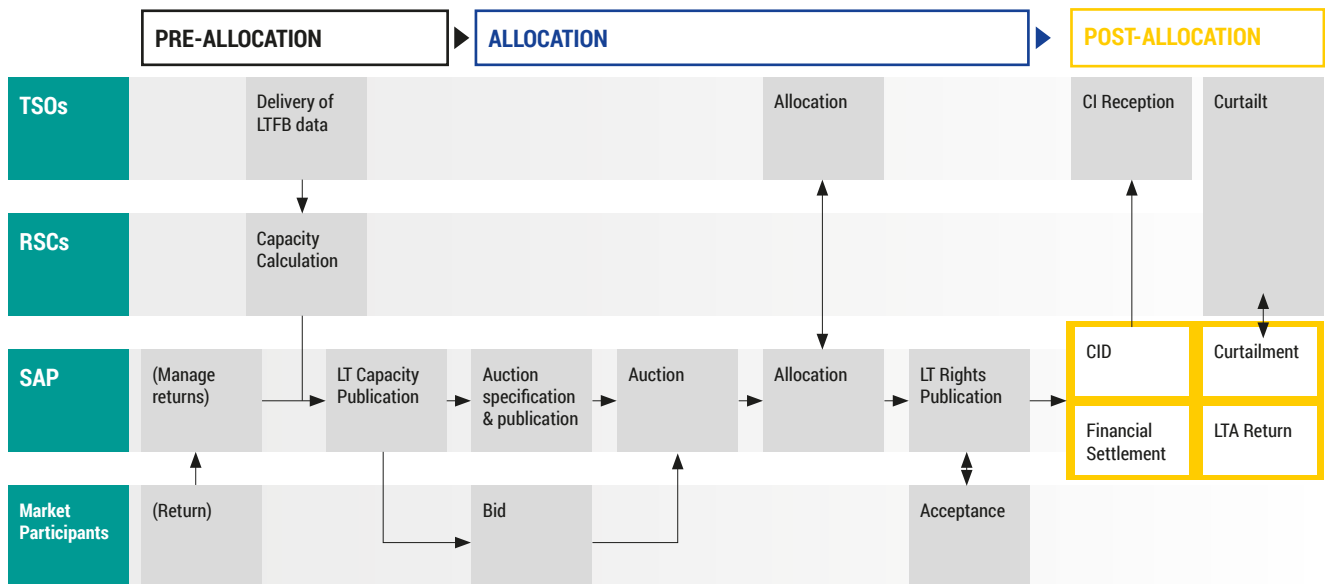 PRE-ALLOCATION
ALLOCATION
POST-ALLOCATION
TSOs
Delivery of
LTFB data
Allocation
CI Reception
Curtailt
RSCs
Capacity
Calculation
SAP
(Manage
returns)
LT Capacity
Publication
Auction
specification
& publication
Auction
Allocation
LT Rights
Publication
CID
Curtailment
Financial
Settlement
LTA Return
Market
Participants
(Return)
Bid
Acceptance